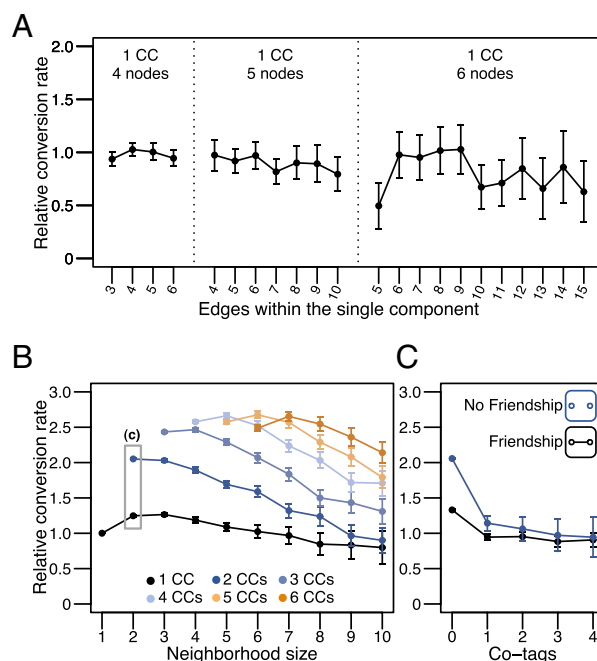 A
1 CC
4 nodes
1 CC
5 nodes
1 CC
6 nodes
Relative conversion rate
2.0
1.5
1.0
0.5
0
3 4 5 6 4 5 6 7 8 9 10 5 6 7 8 9 10 11 12 13 14 15
Edges within the single component
B
Relative conversion rate
3.0
2.5
2.0
1.5
1.0
0.5
0
(c)
1 CC 2 CCs 3 CCs
4 CCs 5 CCs 6 CCs
1 2 3 4 5 6 7 8 9 10
Neighborhood size
C
No Friendship
Friendship
3.0
2.5
2.0
1.5
1.0
0.5
0
0 1 2 3 4
Co−tags